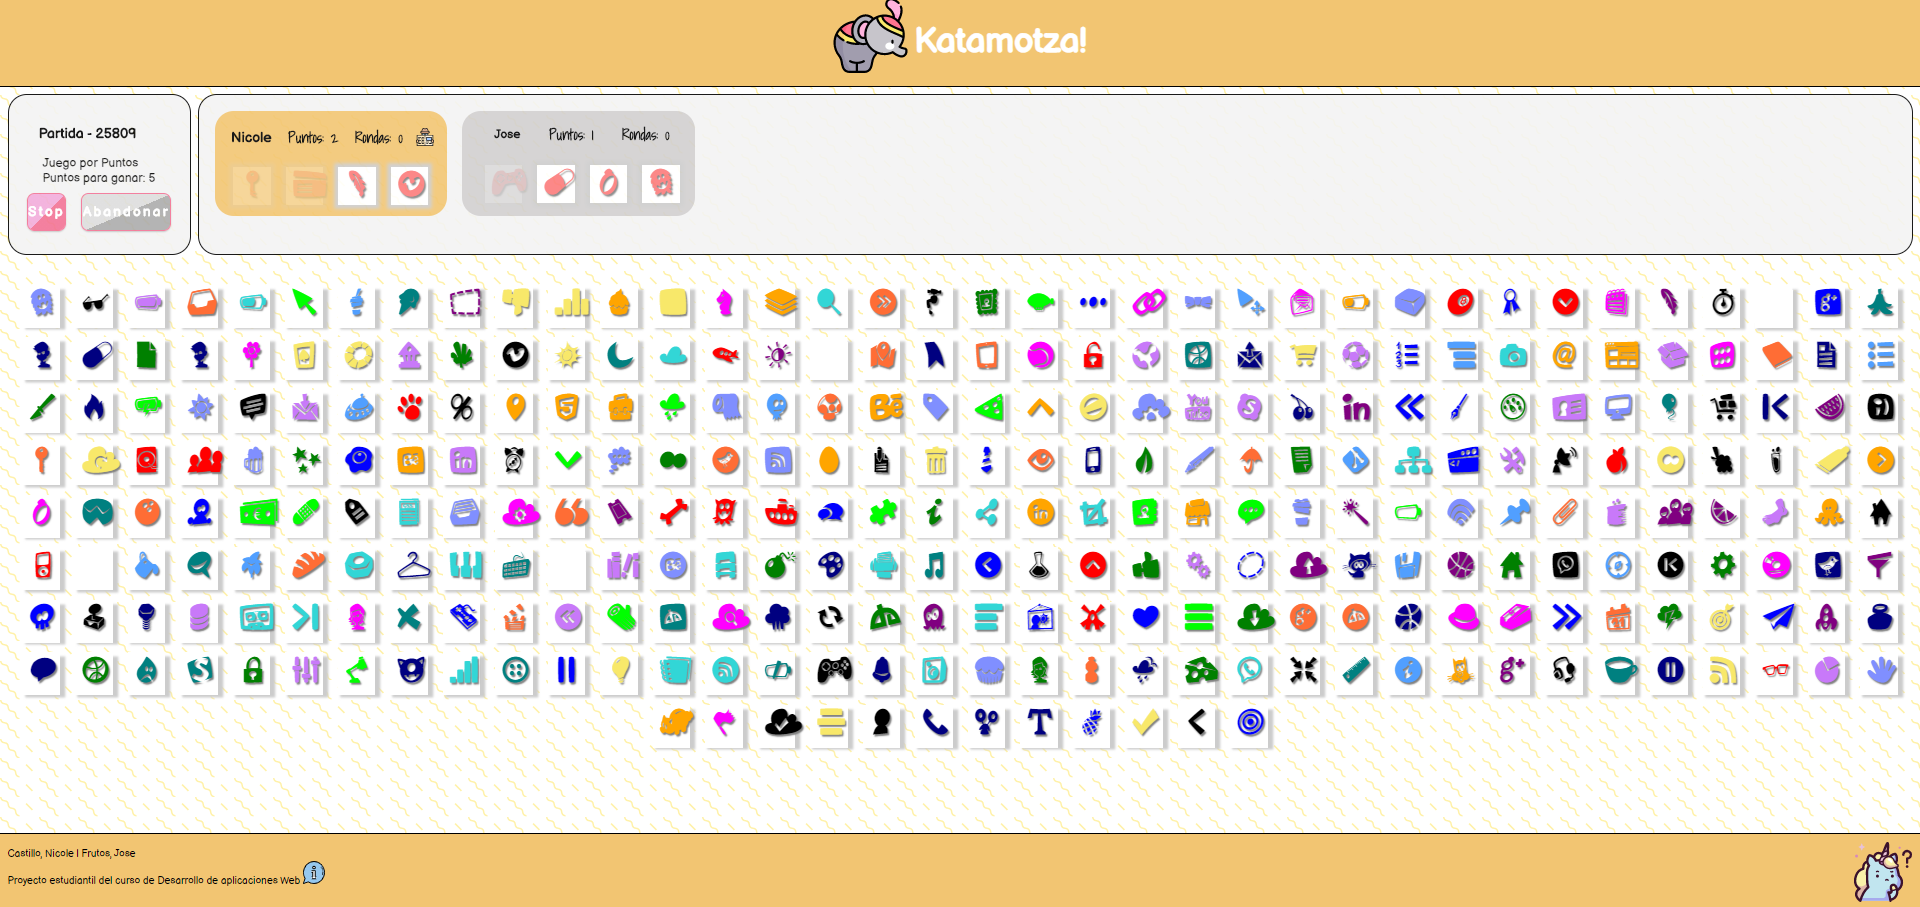 Katamotza!
Partida - 25809
Juego por Puntos
Puntos para ganar: 5
Stop
Abandonar
Nicole Puntos: 2 Rondas: 0
Jose Puntos: 1 Rondas: 0
Castillo, Nicole | Frutos, Jose
Proyecto estudiantil del curso de Desarrollo de aplicaciones Web